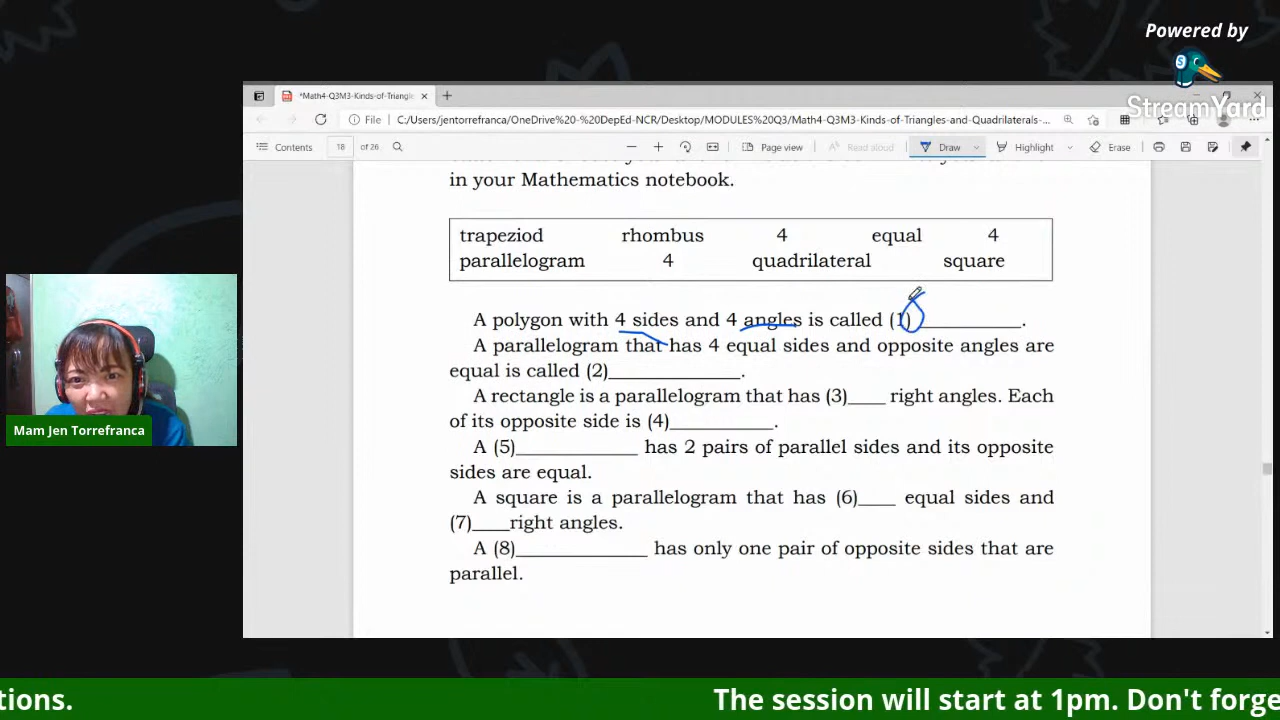 Powered by
StreamYard
*Math4-Q3M3-Kinds-of-Triangle
File C:/Users/jentorrefranca/OneDrive%20-%20DepEd-NCR/Desktop/MODULES%20Q3/Math4-Q3M3-Kinds-of-Triangles-and-Quadrilaterals-...
Contents 18 of 26 Page view Read aloud Draw Highlight Erase
in your Mathematics notebook.
trapeziod rhombus 4 equal 4
parallelogram 4 quadrilateral square
A polygon with 4 sides and 4 angles is called (1) ___________.
A parallelogram that has 4 equal sides and opposite angles are
equal is called (2)______________.
A rectangle is a parallelogram that has (3)____ right angles. Each
of its opposite side is (4)___________.
A (5)_____________ has 2 pairs of parallel sides and its opposite
sides are equal.
A square is a parallelogram that has (6)____ equal sides and
(7)____right angles.
A (8)______________ has only one pair of opposite sides that are
parallel.
Mam Jen Torrefranca
tions. The session will start at 1pm. Don't forge